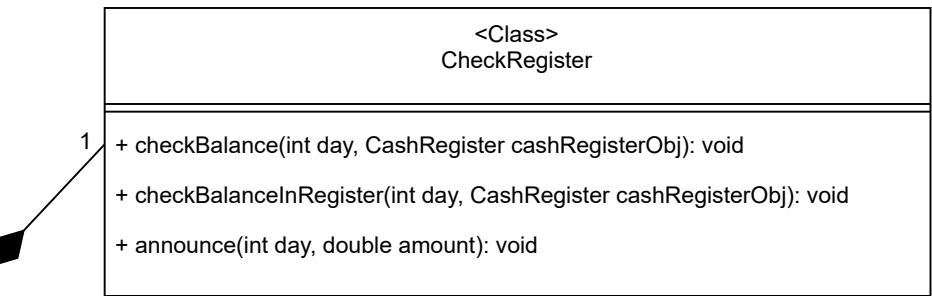 <Class>
CheckRegister
1
+ checkBalance(int day, CashRegister cashRegisterObj): void
+ checkBalanceInRegister(int day, CashRegister cashRegisterObj): void
+ announce(int day, double amount): void